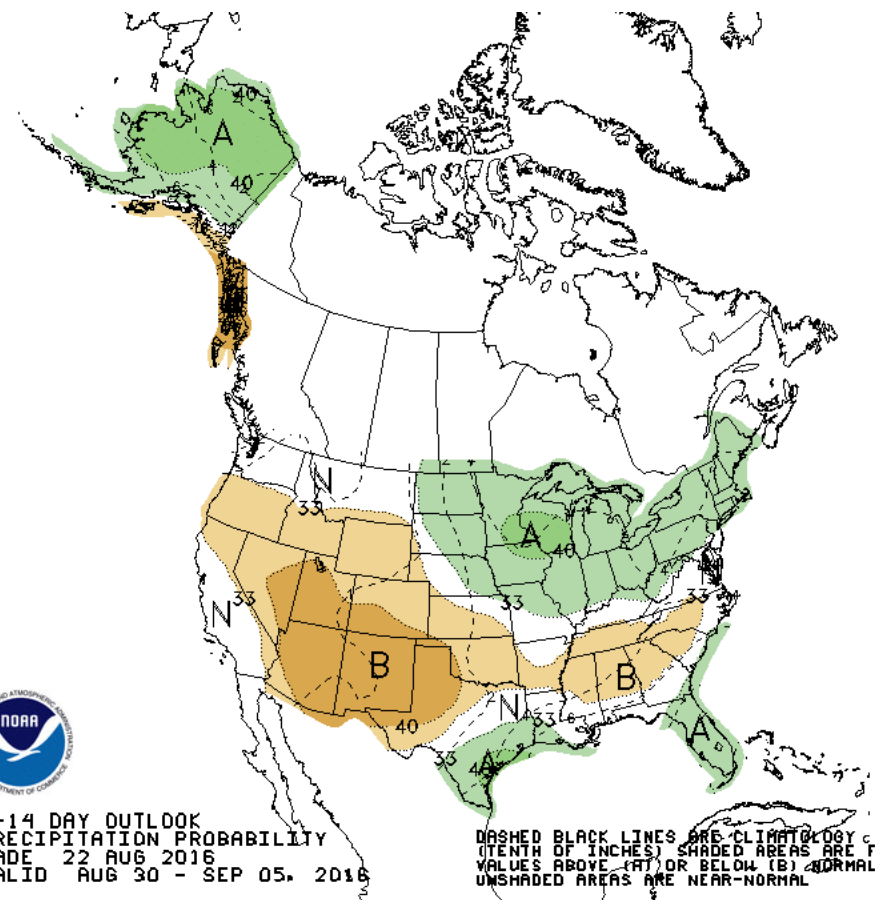 40
A
40
N
33
A
40
33
N
33
N
33
B
B
N
33
40
A
33
A
40
NOAA
-14 DAY OUTLOOK
RECIPITATION PROBABILITY
ADE 22 AUG 2016
ALID AUG 30 - SEP 05, 2016
DASHED BLACK LINES ARE CLIMATOLOGY
(TENTH OF INCHES) SHADED AREAS ARE F
VALUES ABOVE (A) OR BELOW (B) NORMAL
UNSHADED AREAS ARE NEAR-NORMAL